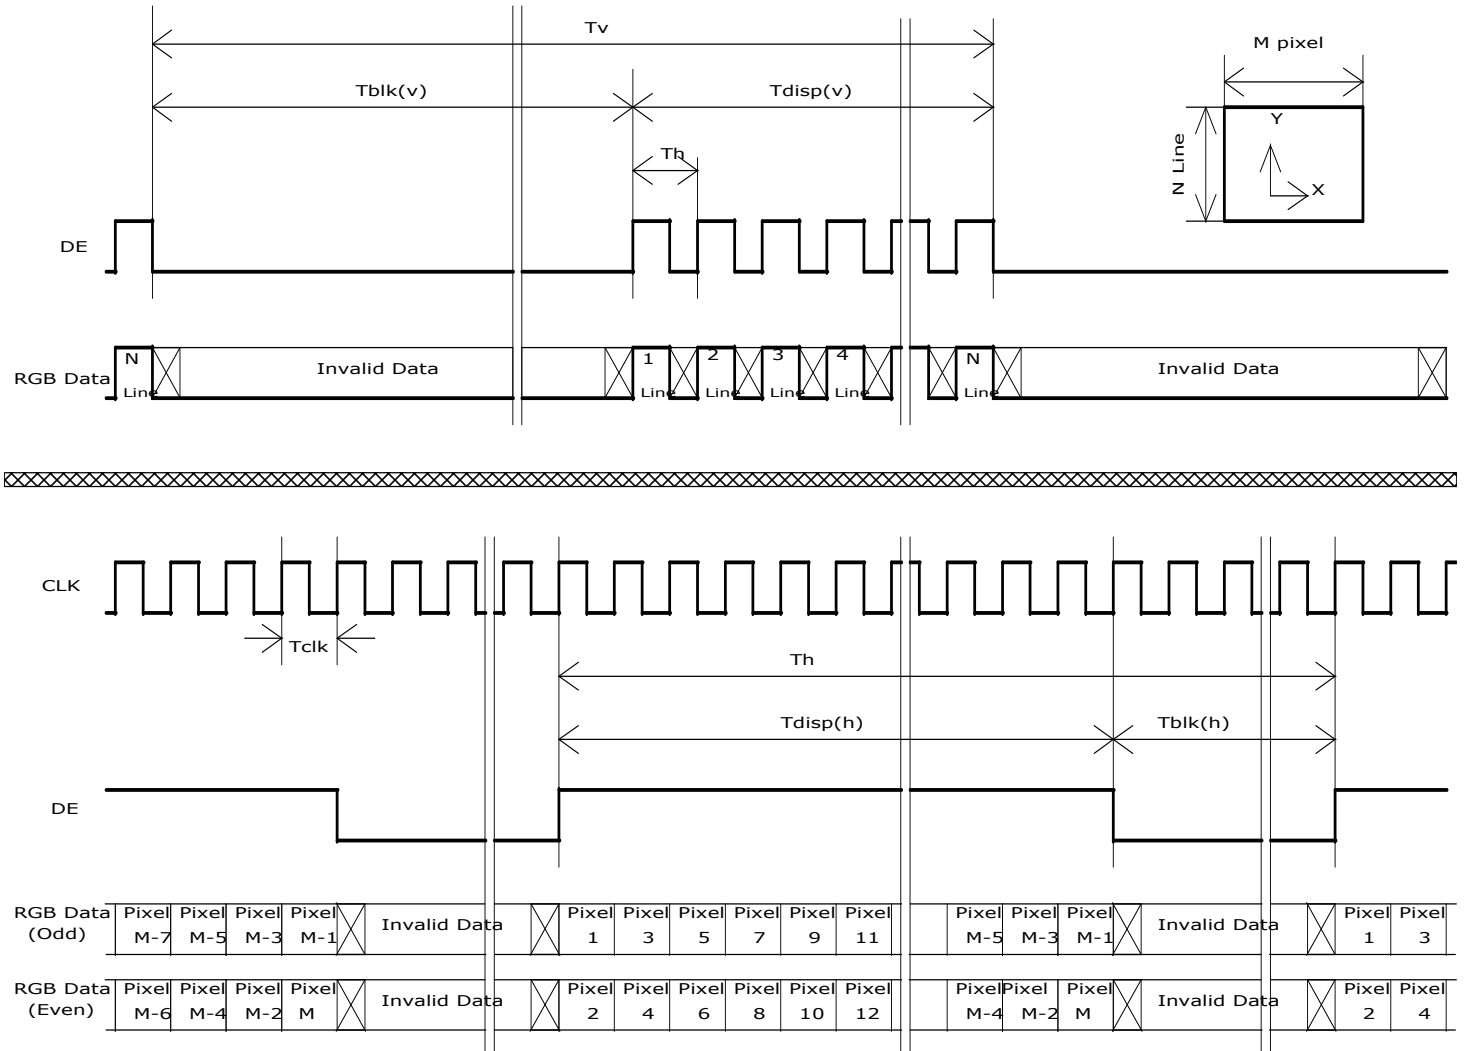 Tv
M pixel
Tblk(v)
Tdisp(v)
Y
N Line
Th
X
DE
N
1
2
3
4
N
Invalid Data
Invalid Data
RGB Data
Line
Line
Line
Line
Line
Line
CLK
Tclk
Th
Tdisp(h)
Tblk(h)
DE
RGB Data Pixel Pixel Pixel Pixel Invalid Data Pixel Pixel Pixel Pixel Pixel Pixel Pixel Pixel Pixel Invalid Data Pixel Pixel
(Odd) M-7 M-5 M-3 M-1 1 3 5 7 9 11 M-5 M-3 M-1 1 3
RGB Data Pixel Pixel Pixel Pixel Invalid Data Pixel Pixel Pixel Pixel Pixel Pixel Pixel Pixel Pixel Invalid Data Pixel Pixel
(Even) M-6 M-4 M-2 M 2 4 6 8 10 12 M-4 M-2 M 2 4